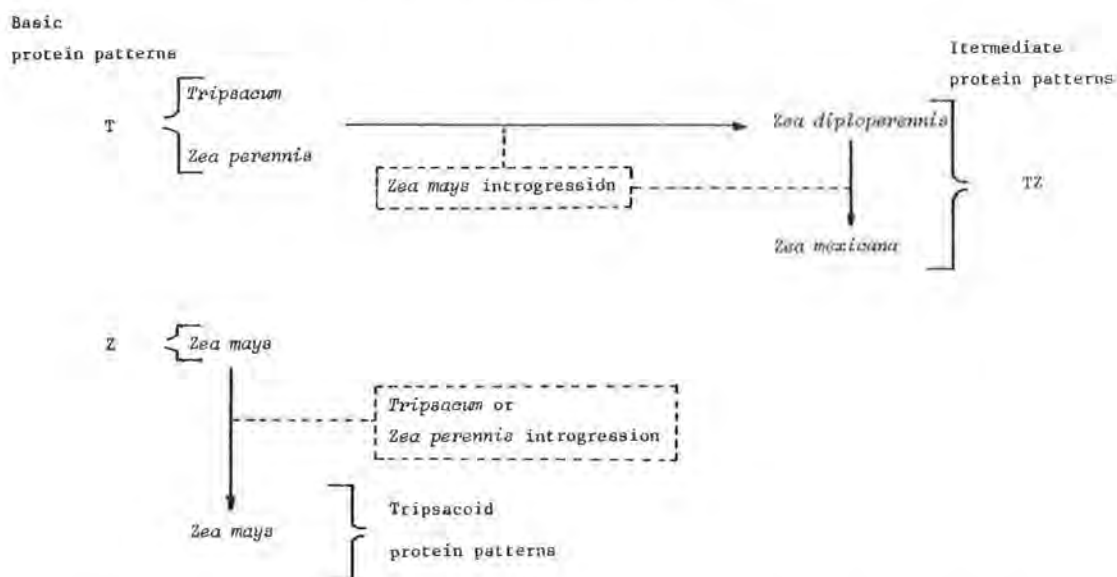 Basic
protein patterns
Itermediate
protein patterns
T
Tripsacum
Zea perennis
Zea diploperennis
Zea mays introgression
TZ
Zea mexicana
Z
Zea mays
Tripsacum or
Zea perennis introgression
Zea mays
Tripsacoid
protein patterns